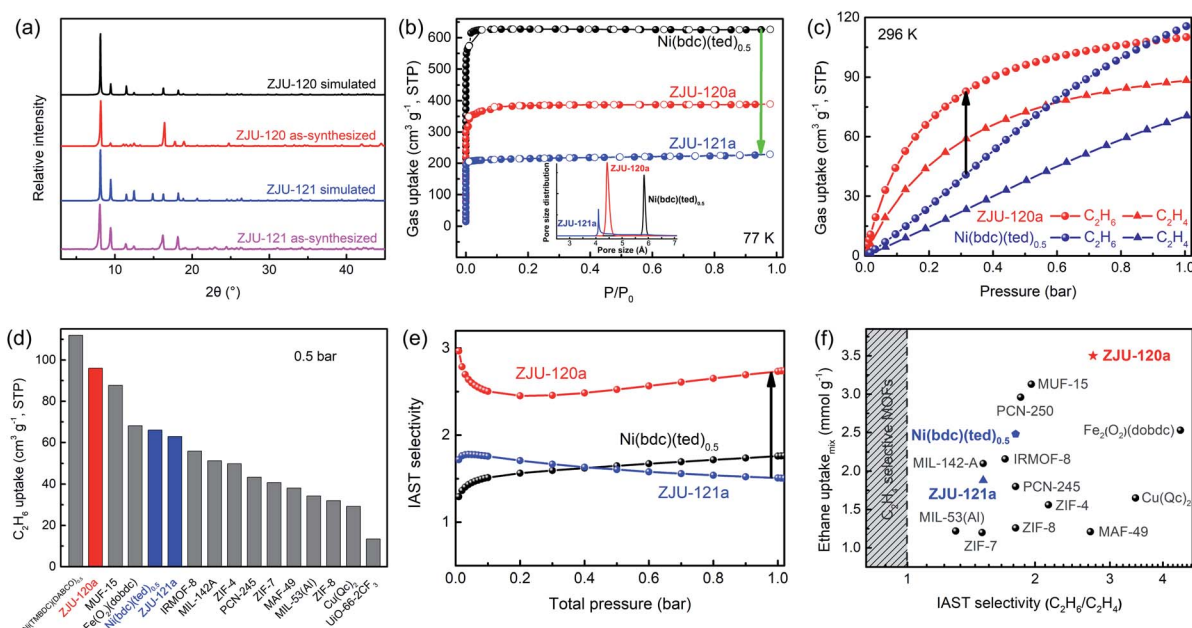 (a)
Relative intensity
ZJU-120 simulated
ZJU-120 as-synthesized
ZJU-121 simulated
ZJU-121 as-synthesized
10 20 30 40
2θ (°)
(b)
Gas uptake (cm³ g⁻¹, STP)
600
500
400
300
200
100
0
Ni(bdc)(ted)₀.₅
ZJU-120a
ZJU-121a
Pore size distribution
ZJU-120a
ZJU-121a
Ni(bdc)(ted)₀.₅
3 4 5 6 7
Pore size (Å)
77 K
0.0 0.2 0.4 0.6 0.8 1.0
P/P₀
(c)
Gas uptake (cm³ g⁻¹, STP)
120
90
60
30
0
296 K
ZJU-120a C₂H₆ C₂H₄
Ni(bdc)(ted)₀.₅ C₂H₆ C₂H₄
0.0 0.2 0.4 0.6 0.8 1.0
Pressure (bar)
(d)
C₂H₆ uptake (cm³ g⁻¹, STP)
100
80
60
40
20
0
0.5 bar
(TMBDC)(DABCO)₀.₅
ZJU-120a
MUF-15
Fe(O₂)(dobdc)
Ni(bdc)(ted)₀.₅
ZJU-121a
IRMOF-8
MIL-142A
ZIF-4
PCN-245
ZIF-7
MAF-49
MIL-53(Al)
ZIF-8
Cu(Qc)₂
UiO-66-2CF₃
(e)
IAST selectivity
3
2
1
0
ZJU-120a
Ni(bdc)(ted)₀.₅
ZJU-121a
0.0 0.2 0.4 0.6 0.8 1.0
Total pressure (bar)
(f)
Ethane uptakeₘᵢₓ (mmol g⁻¹)
3.5
3.0
2.5
2.0
1.5
1.0
C₂H₄ selective MOFs
ZJU-120a
MUF-15
PCN-250
Ni(bdc)(ted)₀.₅
Fe₂(O₂)(dobdc)
MIL-142-A
IRMOF-8
ZJU-121a
PCN-245
Cu(Qc)₂
ZIF-4
MIL-53(Al)
ZIF-7
ZIF-8
MAF-49
1 2 3 4
IAST selectivity (C₂H₆/C₂H₄)